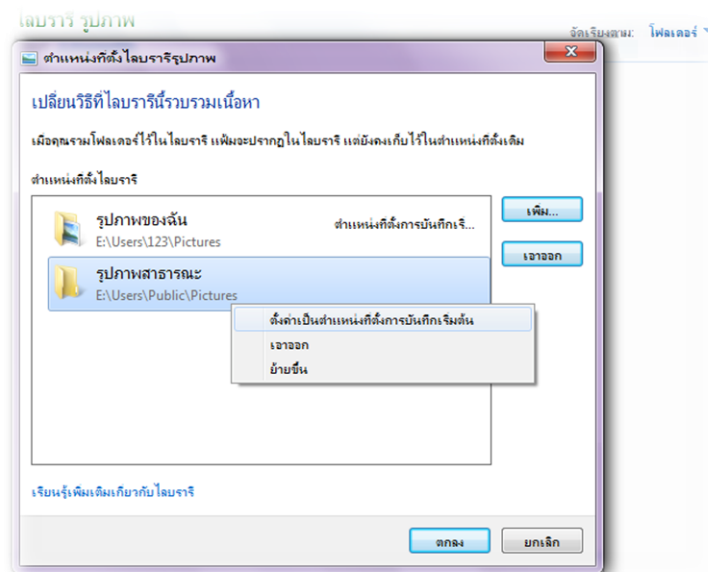 ไลบรารี รูปภาพ
จัดเรียงตาม: โฟลเดอร์
ตำแหน่งที่ตั้งไลบรารีรูปภาพ
เปลี่ยนวิธีที่ไลบรารีนี้รวบรวมเนื้อหา
เมื่อคุณรวมโฟลเดอร์ไว้ในไลบรารี แฟ้มจะปรากฏในไลบรารี แต่ยังคงเก็บไว้ในตำแหน่งที่ตั้งเดิม
ตำแหน่งที่ตั้งไลบรารี
รูปภาพของฉัน ตำแหน่งที่ตั้งการบันทึกเริ...
E:\Users\123\Pictures
เพิ่ม...
เอาออก
รูปภาพสาธารณะ
E:\Users\Public\Pictures
ตั้งค่าเป็นตำแหน่งที่ตั้งการบันทึกเริ่มต้น
เอาออก
ย้ายขึ้น
เรียนรู้เพิ่มเติมเกี่ยวกับไลบรารี
ตกลง ยกเลิก